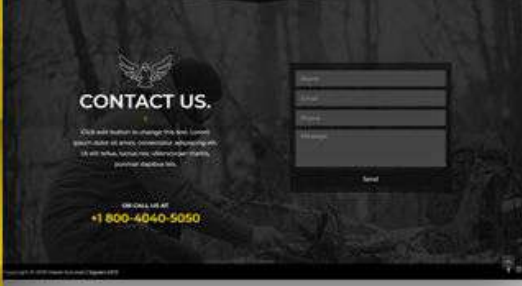 CONTACT US.
Click edit button to change this text. Lorem
ipsum dolor sit amet, consectetur adipiscing elit.
Ut elit tellus, luctus nec ullamcorper mattis,
pulvinar dapibus leo.
OR CALL US AT
+1 800-4040-5050
Name
Email
Phone
Message
Send
Copyright ©